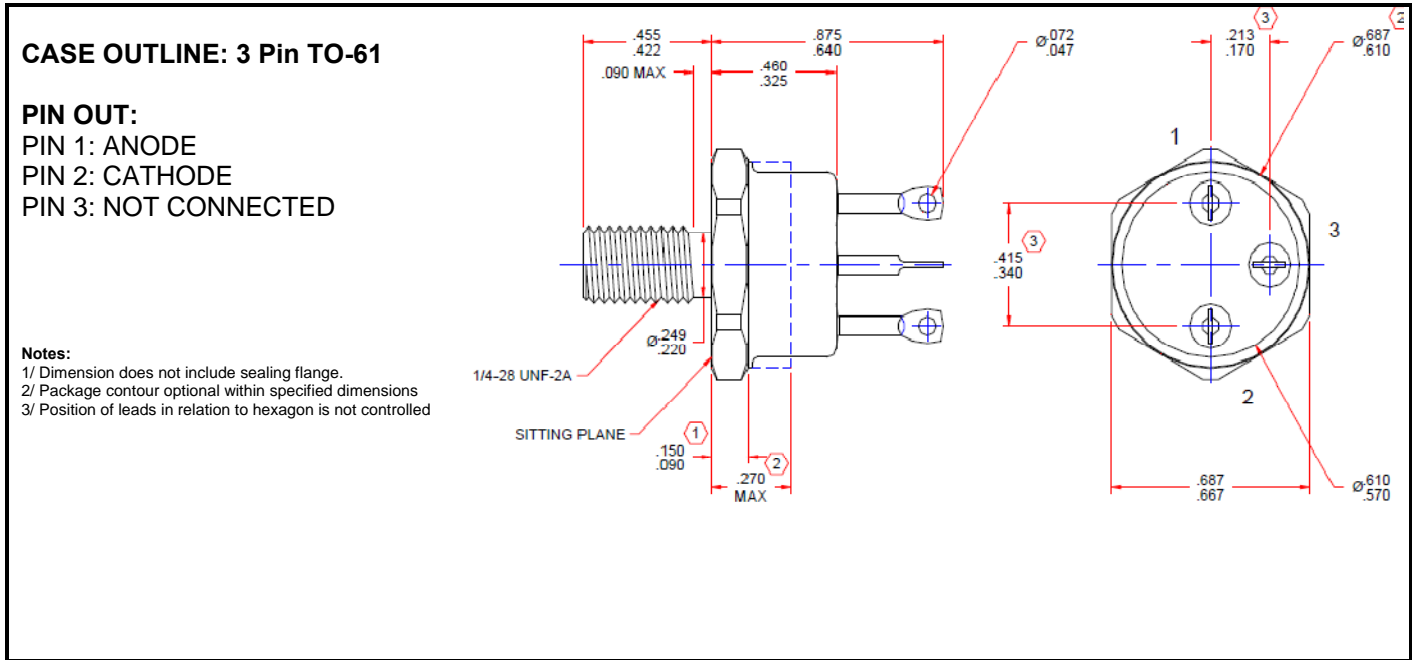 CASE OUTLINE: 3 Pin TO-61
PIN OUT:
PIN 1: ANODE
PIN 2: CATHODE
PIN 3: NOT CONNECTED
Notes:
1/ Dimension does not include sealing flange.
2/ Package contour optional within specified dimensions
3/ Position of leads in relation to hexagon is not controlled
.455
.422
.875
.640
.090 MAX
.460
.325
Ø.072
.047
Ø.249
.220
1/4-28 UNF-2A
SITTING PLANE
1
.150
.090
2
.270
MAX
3
.213
.170
2
Ø.687
.610
1
3
.415
.340
3
2
.687
.667
Ø.610
.570